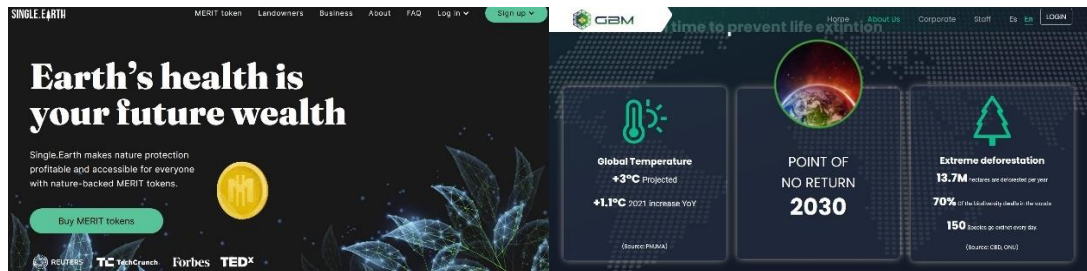 SINGLE.EARTH
MERIT token Landowners Business About FAQ Log in Sign up
Earth's health is
your future wealth
Single.Earth makes nature protection
profitable and accessible for everyone
with nature-backed MERIT tokens.
Buy MERIT tokens
REUTERS TechCrunch Forbes TEDx
GBM
Home About Us Corporate Staff Es En LOGIN
time to prevent life extintion
Global Temperature
+3°C Projected
+1.1°C 2021 increase YoY
(Source: PNUMA)
POINT OF
NO RETURN
2030
Extreme deforestation
13.7M hectares are deforested per year
70% Of the biodiversity dwells in the woods
150 Species go extinct every day.
(Source: CBD, ONU)